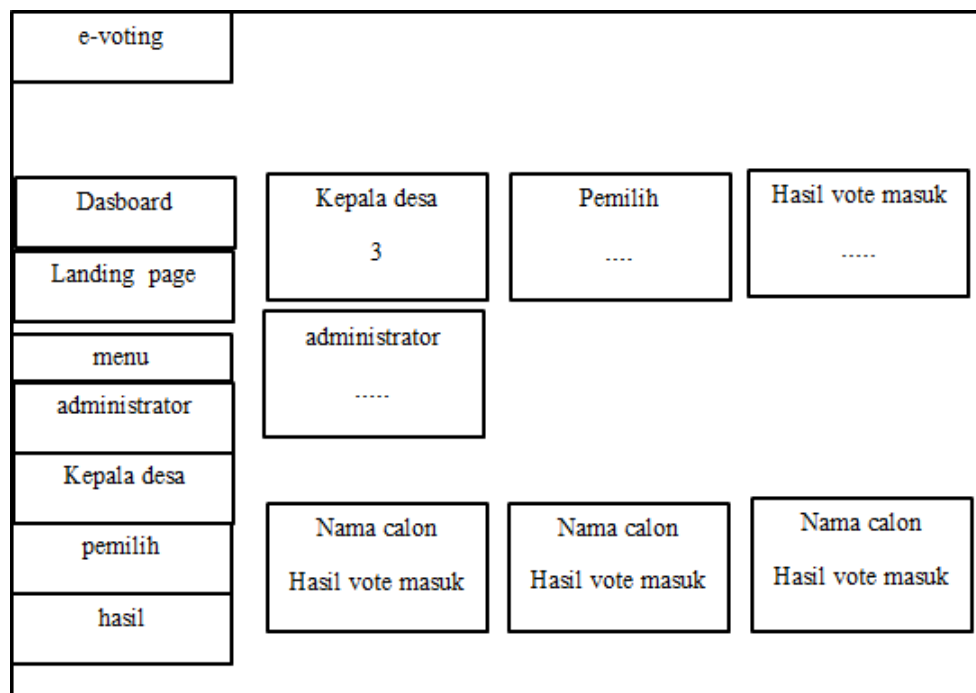 e-voting
Dasboard
Landing page
menu
administrator
Kepala desa
pemilih
hasil
Kepala desa
3
Pemilih
....
Hasil vote masuk
.....
administrator
.....
Nama calon
Hasil vote masuk
Nama calon
Hasil vote masuk
Nama calon
Hasil vote masuk